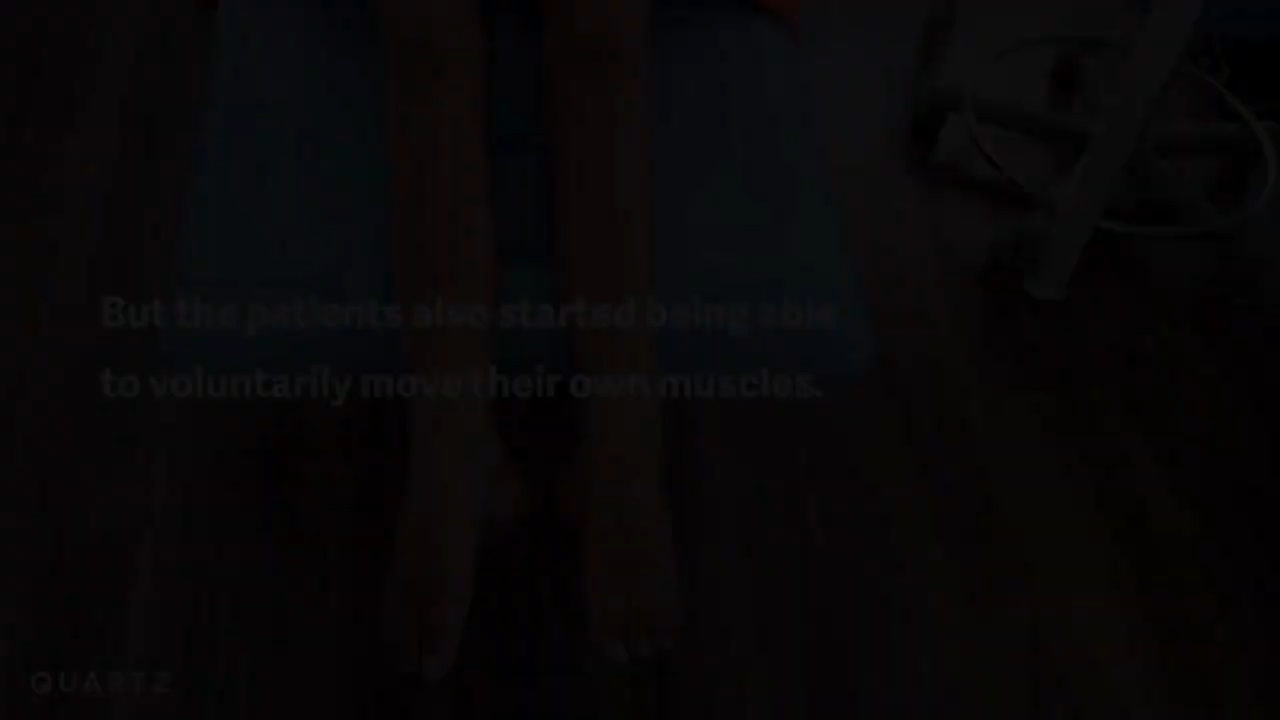 But the patients also started being able
to voluntarily move their own muscles.
QUARTZ